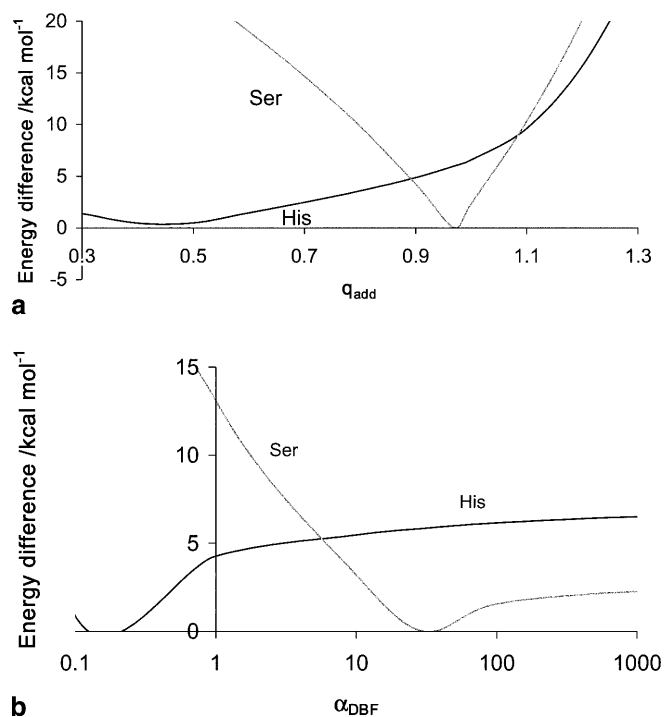 Energy difference /kcal mol⁻¹
20
15
10
5
0
-5
Ser
His
0.3 0.5 0.7 0.9 1.1 1.3
q_add
a
Energy difference /kcal mol⁻¹
15
10
5
0
Ser
His
0.1 1 10 100 1000
α_DBF
b